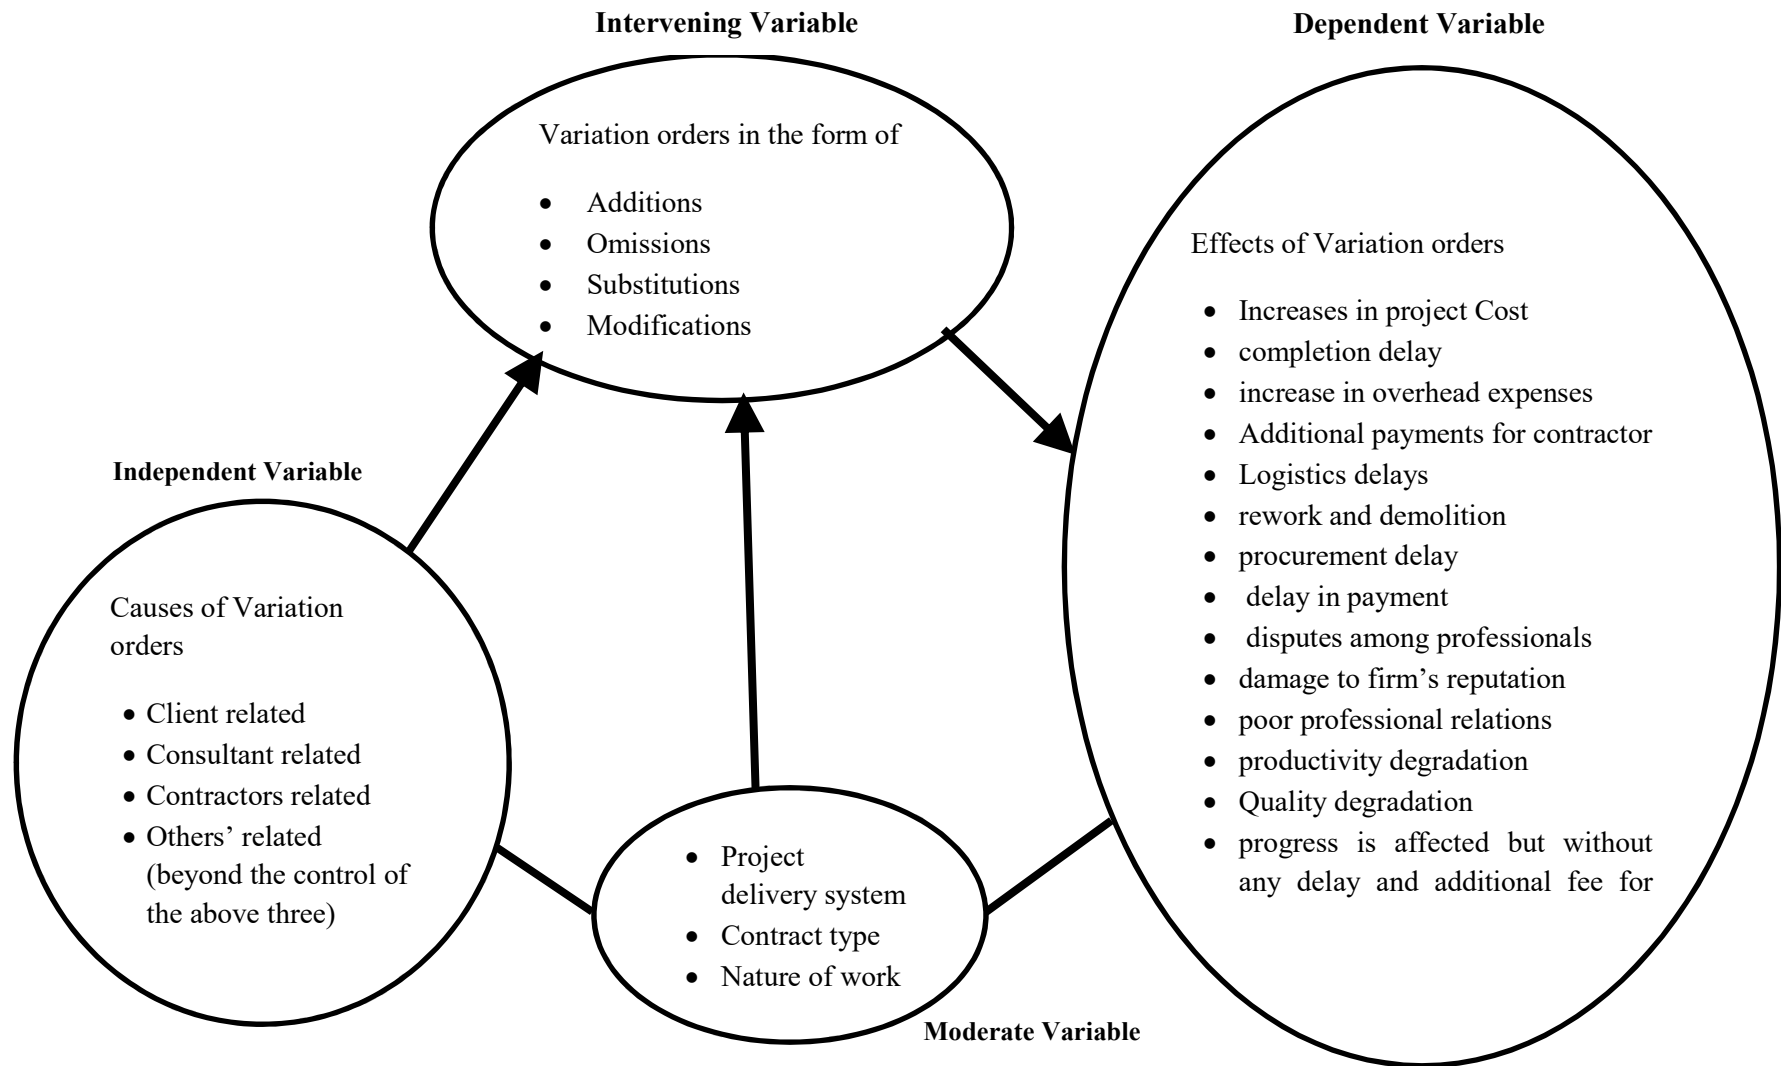 Intervening Variable
Dependent Variable
Variation orders in the form of
• Additions
• Omissions
• Substitutions
• Modifications
Effects of Variation orders
• Increases in project Cost
• completion delay
• increase in overhead expenses
• Additional payments for contractor
• Logistics delays
• rework and demolition
• procurement delay
• delay in payment
• disputes among professionals
• damage to firm’s reputation
• poor professional relations
• productivity degradation
• Quality degradation
• progress is affected but without
any delay and additional fee for
Independent Variable
Causes of Variation
orders
• Client related
• Consultant related
• Contractors related
• Others’ related
(beyond the control of
the above three)
• Project
delivery system
• Contract type
• Nature of work
Moderate Variable